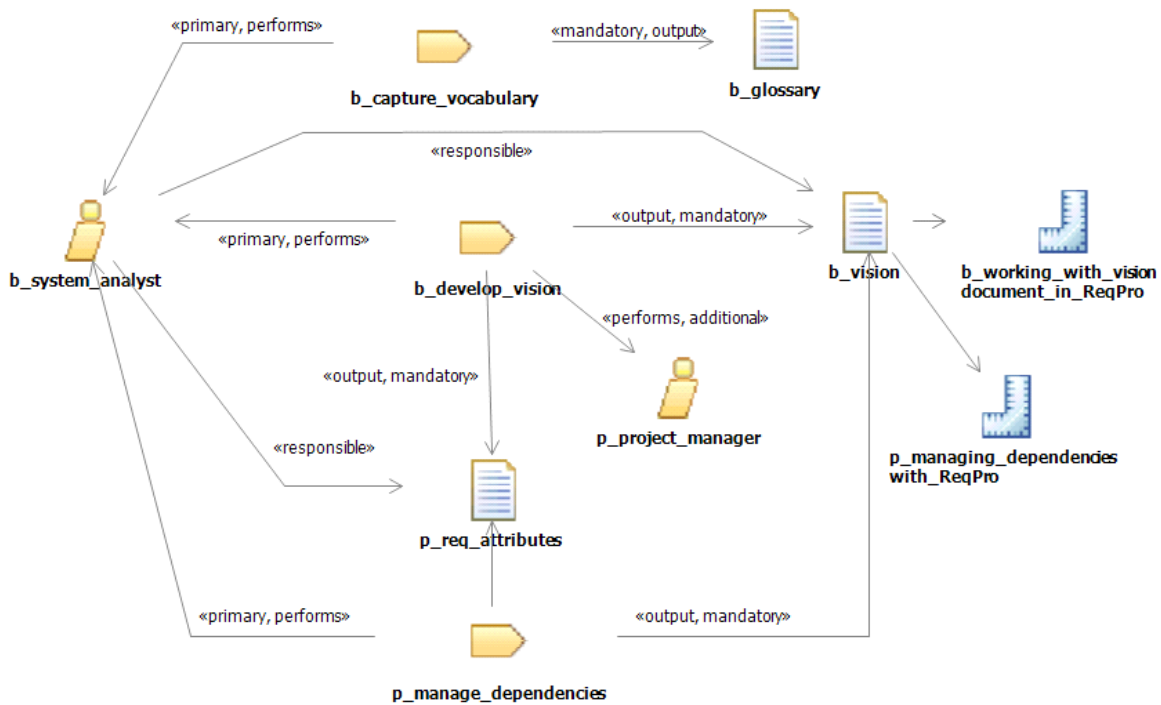 «primary, performs»
«mandatory, output»
b_capture_vocabulary
b_glossary
«responsible»
«output, mandatory»
«primary, performs»
b_system_analyst
b_develop_vision
b_vision
b_working_with_vision
document_in_ReqPro
«performs, additional»
«output, mandatory»
p_project_manager
«responsible»
p_managing_dependencies
with_ReqPro
p_req_attributes
«primary, performs»
«output, mandatory»
p_manage_dependencies